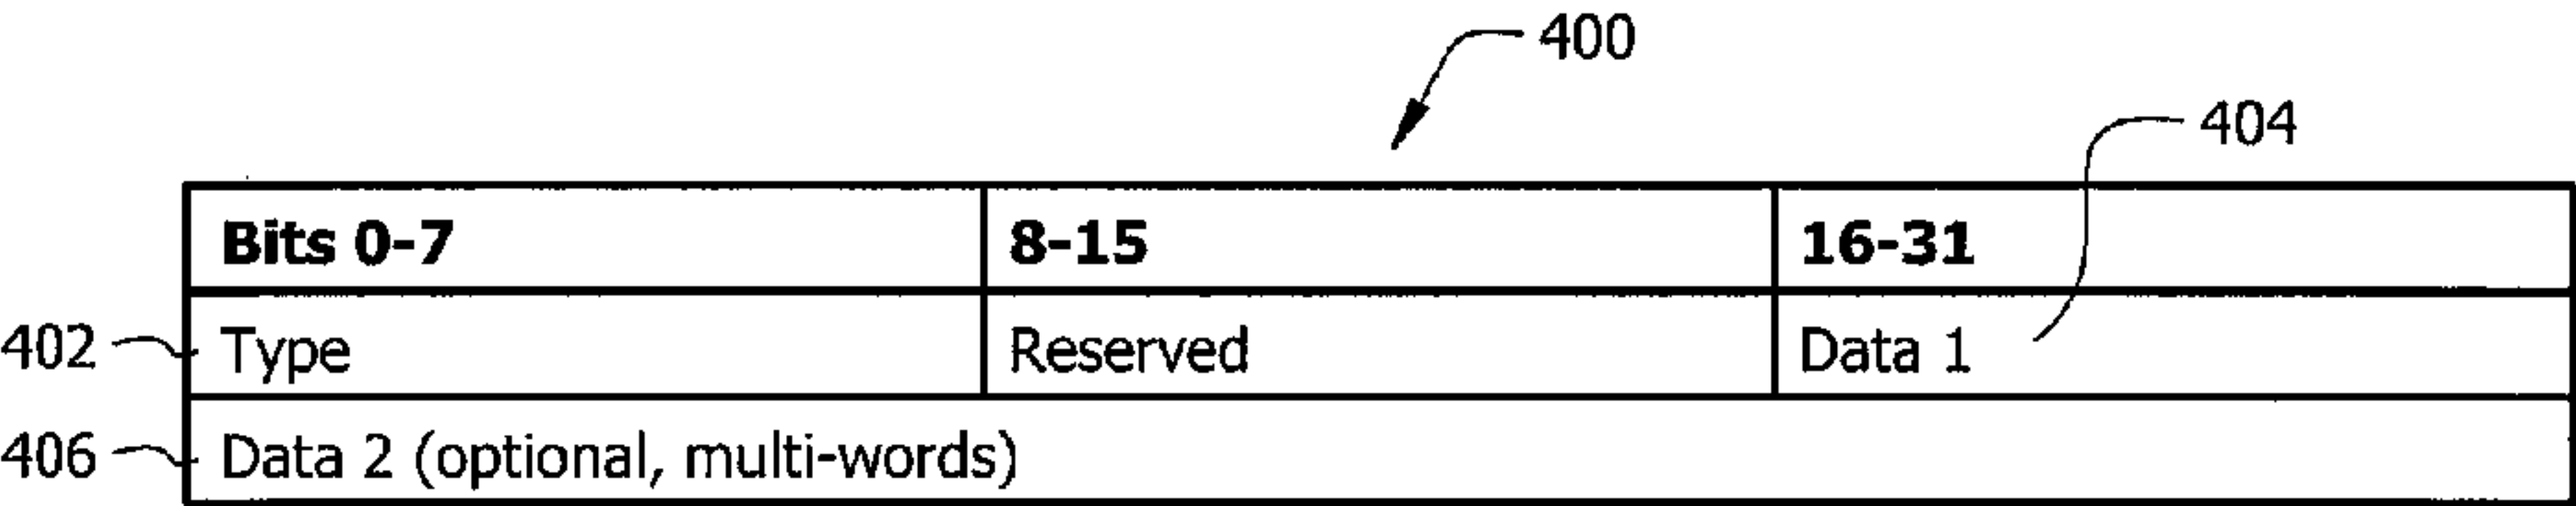 400
404
Bits 0-7 8-15 16-31
402 Type Reserved Data 1
406 Data 2 (optional, multi-words)